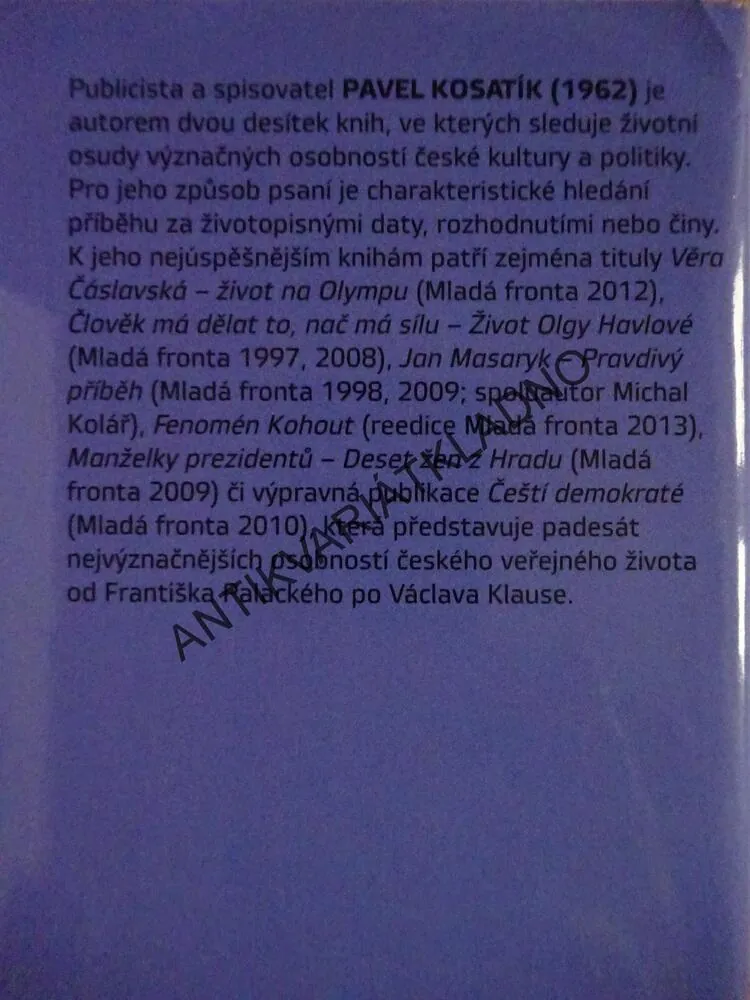 Publicista a spisovatel PAVEL KOSATÍK (1962) je
autorem dvou desítek knih, ve kterých sleduje životní
osudy význačných osobností české kultury a politiky.
Pro jeho způsob psaní je charakteristické hledání
příběhu za životopisnými daty, rozhodnutími nebo činy.
K jeho nejúspěšnějším knihám patří zejména tituly Věra
Čáslavská – život na Olympu (Mladá fronta 2012),
Člověk má dělat to, nač má sílu – Život Olgy Havlové
(Mladá fronta 1997, 2008), Jan Masaryk – Pravdivý
příběh (Mladá fronta 1998, 2009; spoluautor Michal
Kolář), Fenomén Kohout (reedice Mladá fronta 2013),
Manželky prezidentů – Deset žen z Hradu (Mladá
fronta 2009) či výpravná publikace Čeští demokraté
(Mladá fronta 2010), která představuje padesát
nejvýznačnějších osobností českého veřejného života
od Františka Palackého po Václava Klause.
ANTIKVARIÁTKLADNO